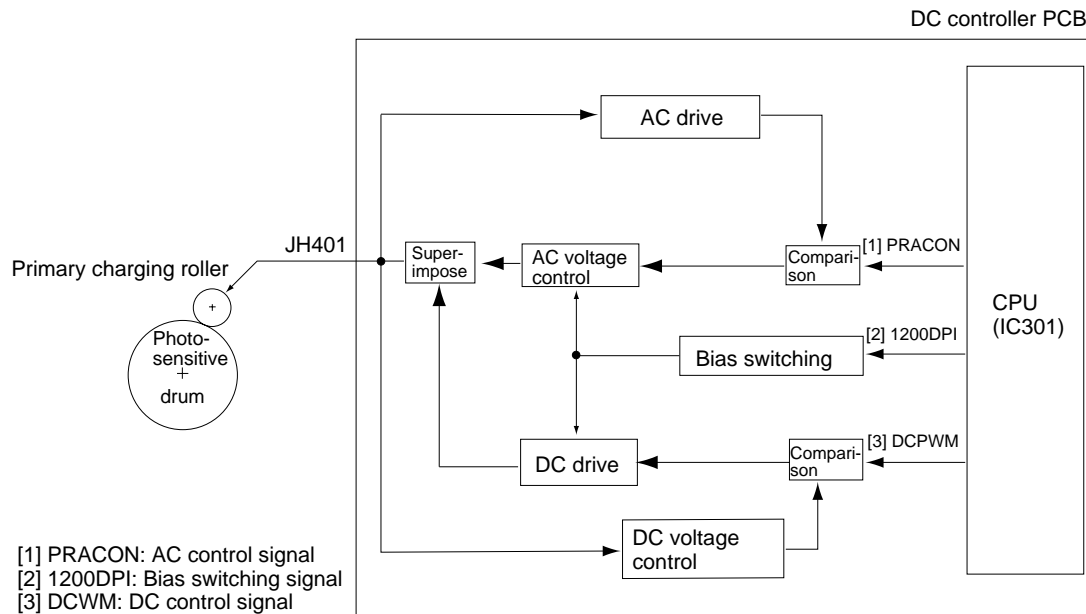 DC controller PCB
AC drive
JH401
Super-
impose
AC voltage
control
Compari-
son
[1] PRACON
Primary charging roller
CPU
(IC301)
Photo-
sensitive
drum
Bias switching
[2] 1200DPI
DC drive
Compari-
son
[3] DCPWM
DC voltage
control
[1] PRACON: AC control signal
[2] 1200DPI: Bias switching signal
[3] DCWM: DC control signal